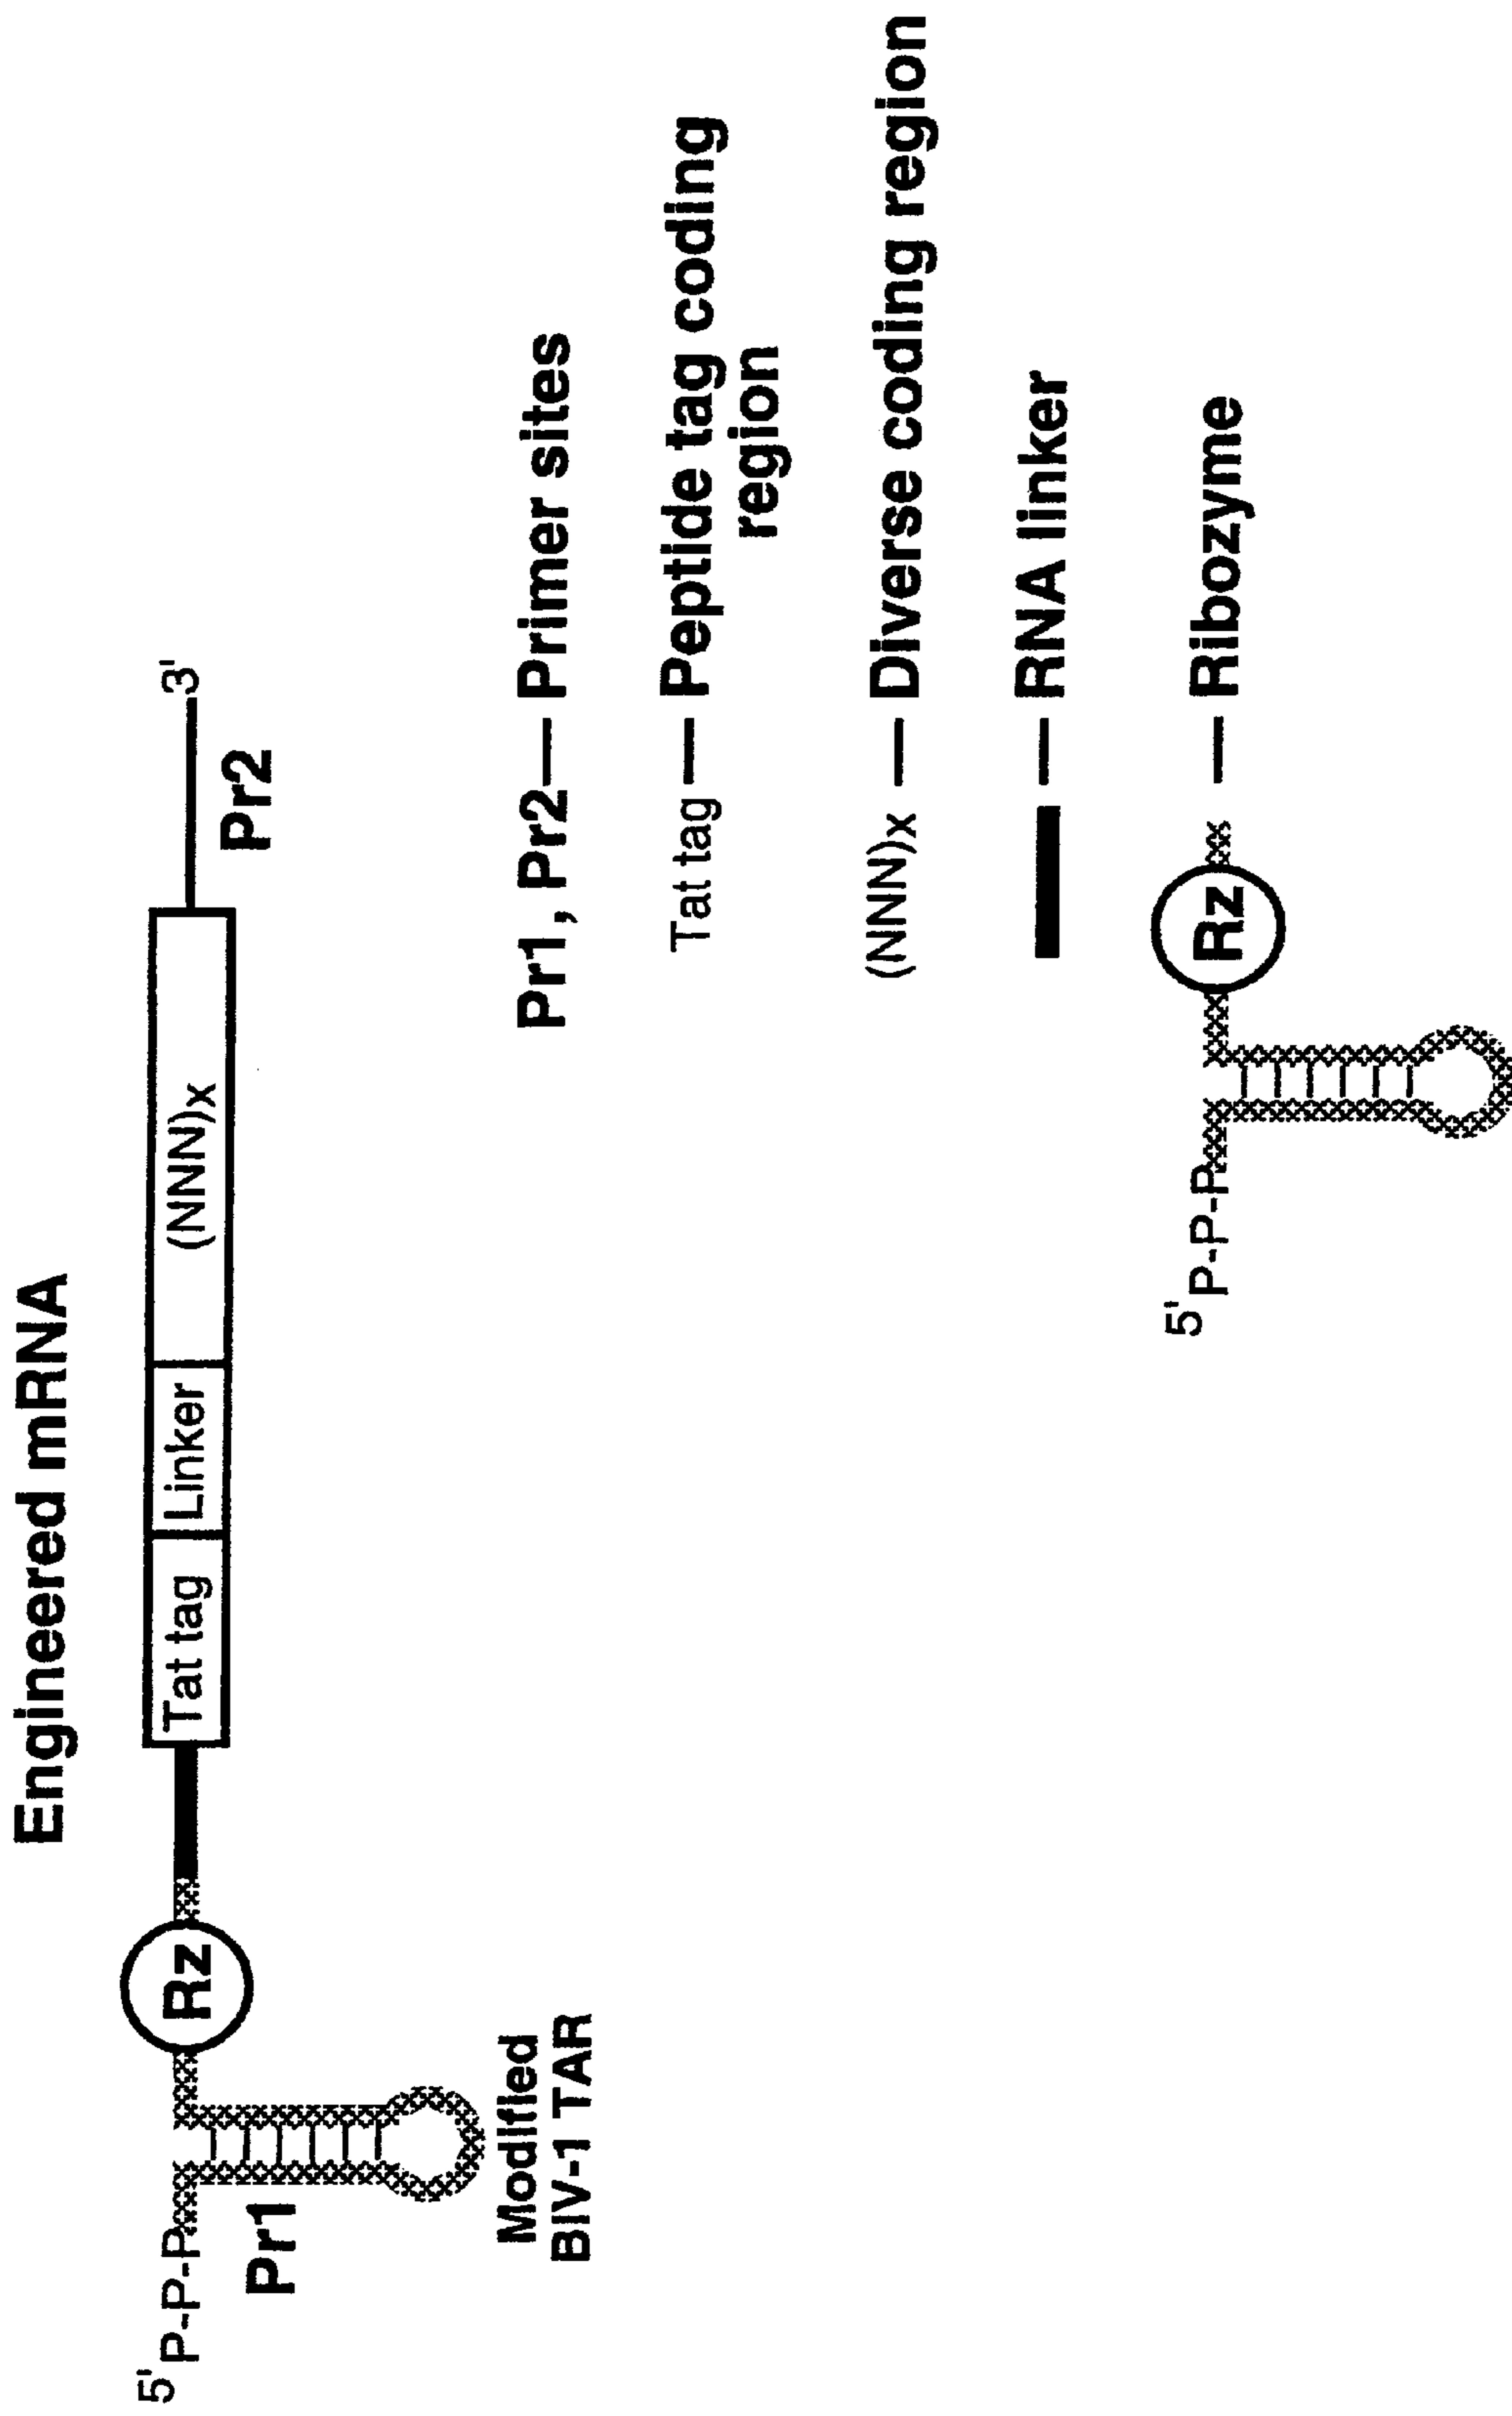 Engineered mRNA
5' P-P-P
Rz
Tat tag
Linker
(NNN)x
3'
Pr1
Pr2
Modified
BIV-1 TAR
Pr1, Pr2 — Primer sites
Tat tag — Peptide tag coding
region
(NNN)x — Diverse coding region
— RNA linker
5' P-P-P
Rz
— Ribozyme